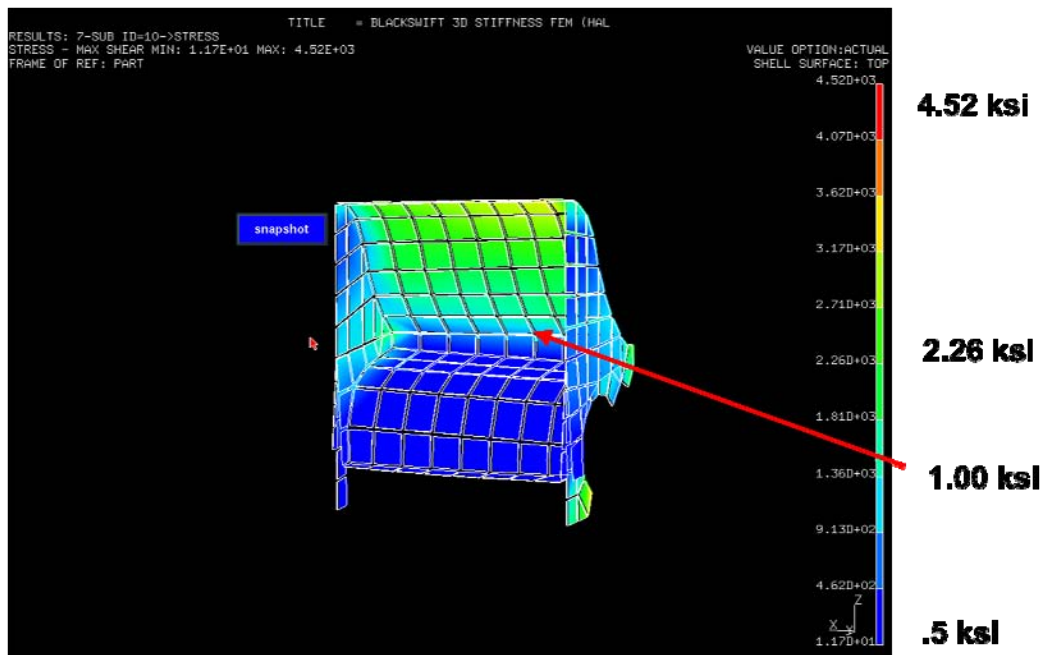 TITLE = BLACKSWIFT 3D STIFFNESS FEM (HAL
RESULTS: 7-SUB ID=10->STRESS
STRESS - MAX SHEAR MIN: 1.17E+01 MAX: 4.52E+03
FRAME OF REF: PART
VALUE OPTION:ACTUAL
SHELL SURFACE: TOP
4.52D+03
4.52 ksi
4.07D+03
3.62D+03
snapshot
3.17D+03
2.71D+03
2.26D+03
2.26 ksi
1.81D+03
1.36D+03
1.00 ksi
9.13D+02
4.62D+02
Z
X Y
1.17D+01
.5 ksi